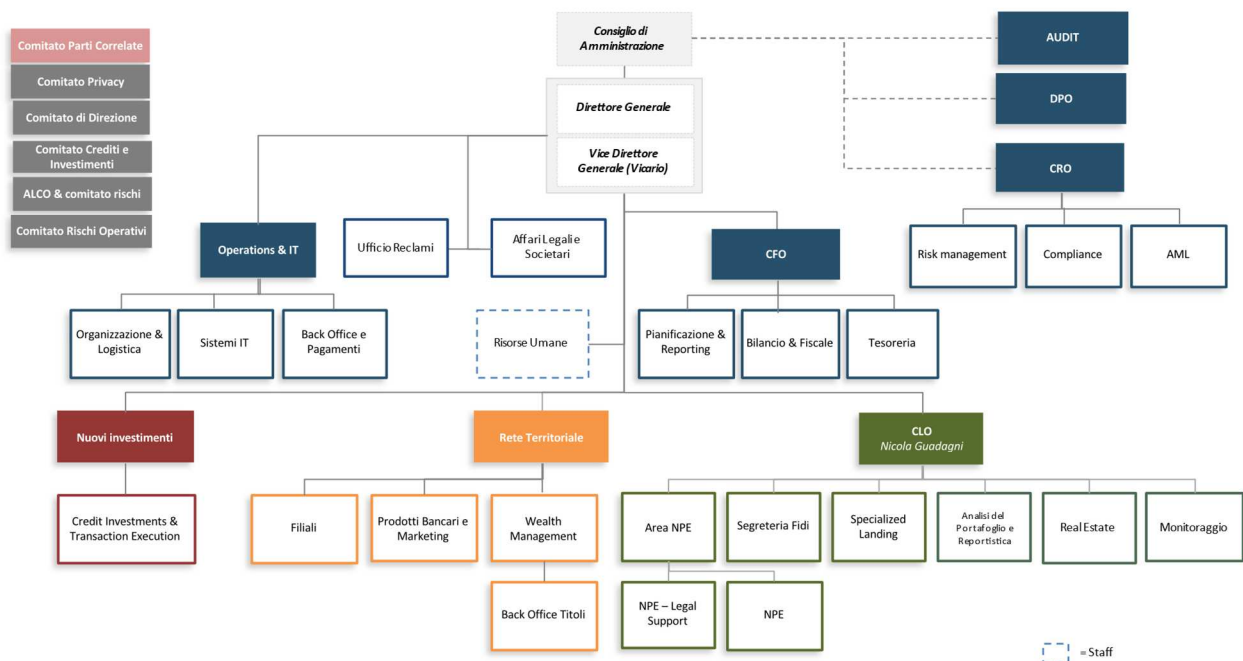 Comitato Parti Correlate
Comitato Privacy
Comitato di Direzione
Comitato Crediti e
Investimenti
ALCO & comitato rischi
Comitato Rischi Operativi
Consiglio di
Amministrazione
Direttore Generale
Vice Direttore
Generale (Vicario)
AUDIT
DPO
CRO
Risk management
Compliance
AML
Operations & IT
Ufficio Reclami
Affari Legali e
Societari
CFO
Organizzazione &
Logistica
Sistemi IT
Back Office e
Pagamenti
Risorse Umane
Pianificazione &
Reporting
Bilancio & Fiscale
Tesoreria
Nuovi investimenti
Rete Territoriale
CLO
Nicola Guadagni
Credit Investments &
Transaction Execution
Filiali
Prodotti Bancari e
Marketing
Wealth
Management
Area NPE
Segreteria Fidi
Specialized
Landing
Analisi del
Portafoglio e
Reportistica
Real Estate
Monitoraggio
Back Office Titoli
NPE – Legal
Support
NPE
= Staff